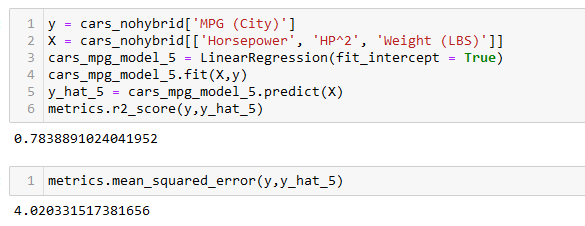 1 y = cars_nohybrid['MPG (City)']
2 X = cars_nohybrid[['Horsepower', 'HP^2', 'Weight (LBS)']]
3 cars_mpg_model_5 = LinearRegression(fit_intercept = True)
4 cars_mpg_model_5.fit(X,y)
5 y_hat_5 = cars_mpg_model_5.predict(X)
6 metrics.r2_score(y,y_hat_5)
0.7838891024041952
1 metrics.mean_squared_error(y,y_hat_5)
4.020331517381656